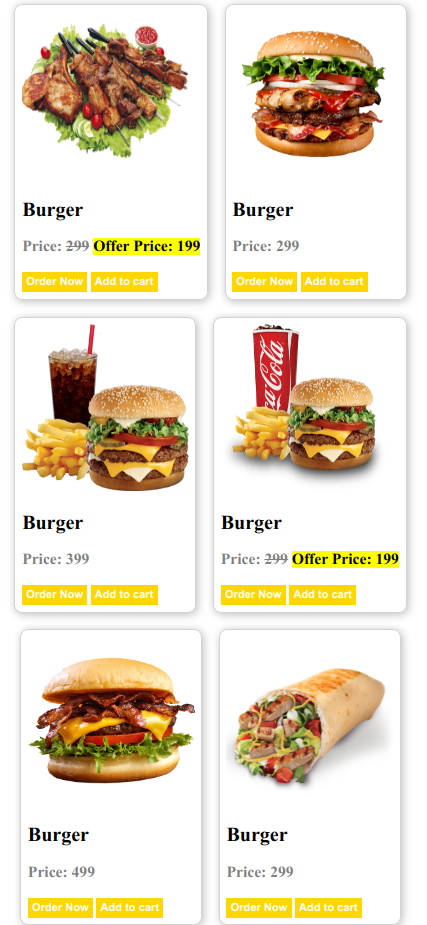 Burger
Price: 299 Offer Price: 199
Order Now Add to cart
Burger
Price: 299
Order Now Add to cart
Burger
Price: 399
Order Now Add to cart
Coca-Cola
Burger
Price: 299 Offer Price: 199
Order Now Add to cart
Burger
Price: 499
Order Now Add to cart
Burger
Price: 299
Order Now Add to cart